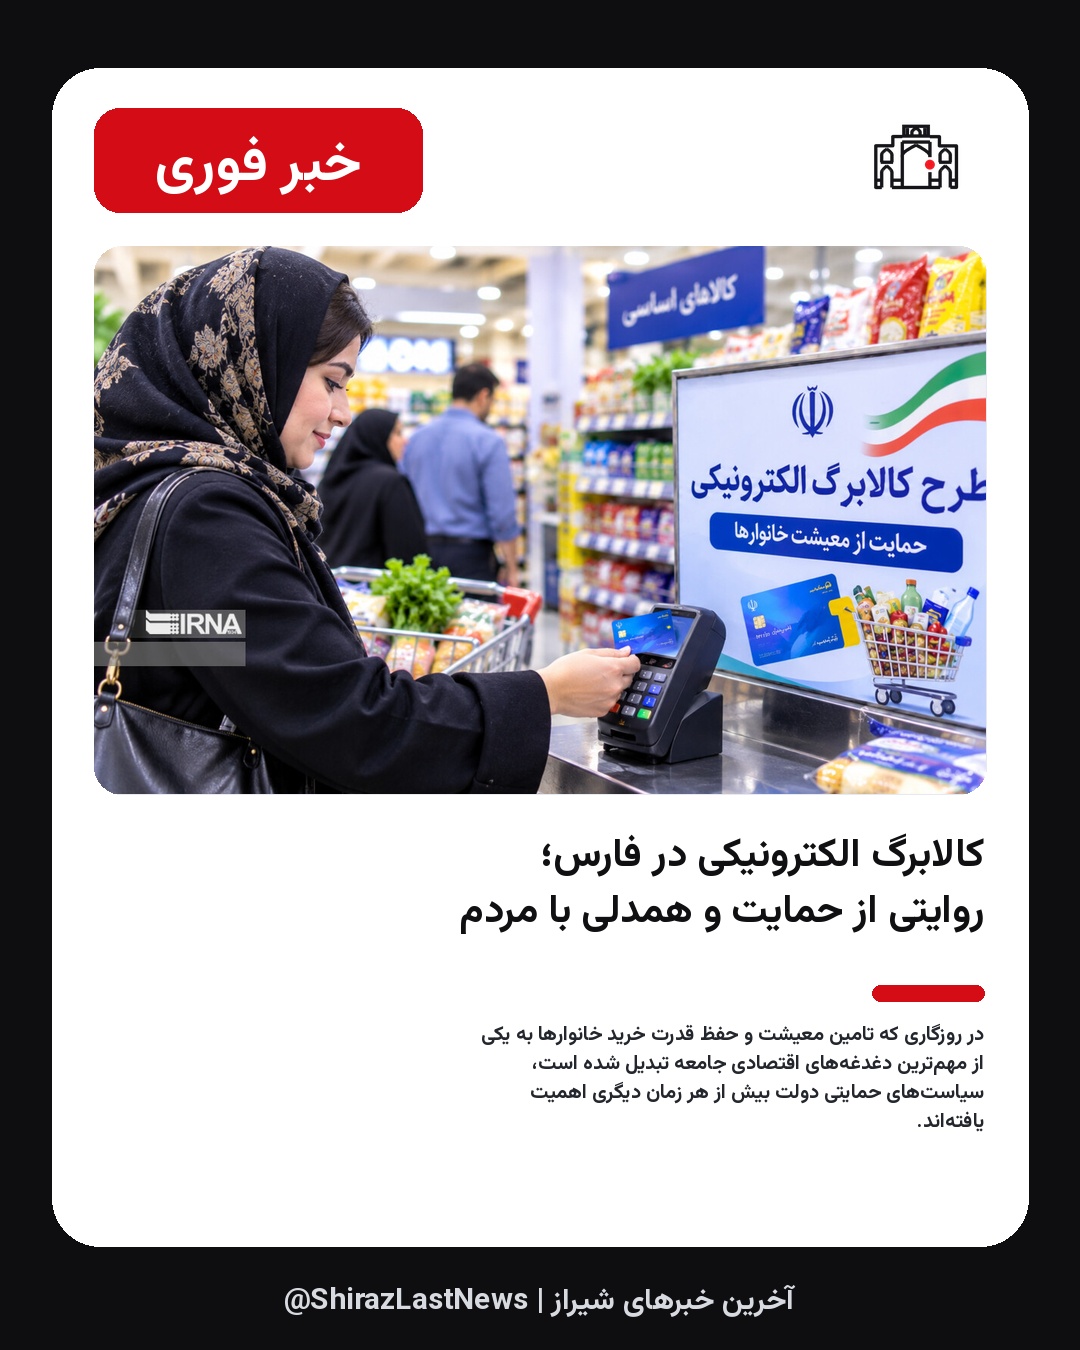 خبر فوری
کالاهای اساسی
طرح کالابرگ الکترونیکی
حمایت از معیشت خانوارها
IRNA
کالابرگ الکترونیکی در فارس؛
روایتی از حمایت و همدلی با مردم
در روزگاری که تامین معیشت و حفظ قدرت خرید خانوارها به یکی
از مهم‌ترین دغدغه‌های اقتصادی جامعه تبدیل شده است،
سیاست‌های حمایتی دولت بیش از هر زمان دیگری اهمیت
یافته‌اند.
آخرین خبرهای شیراز | @ShirazLastNews